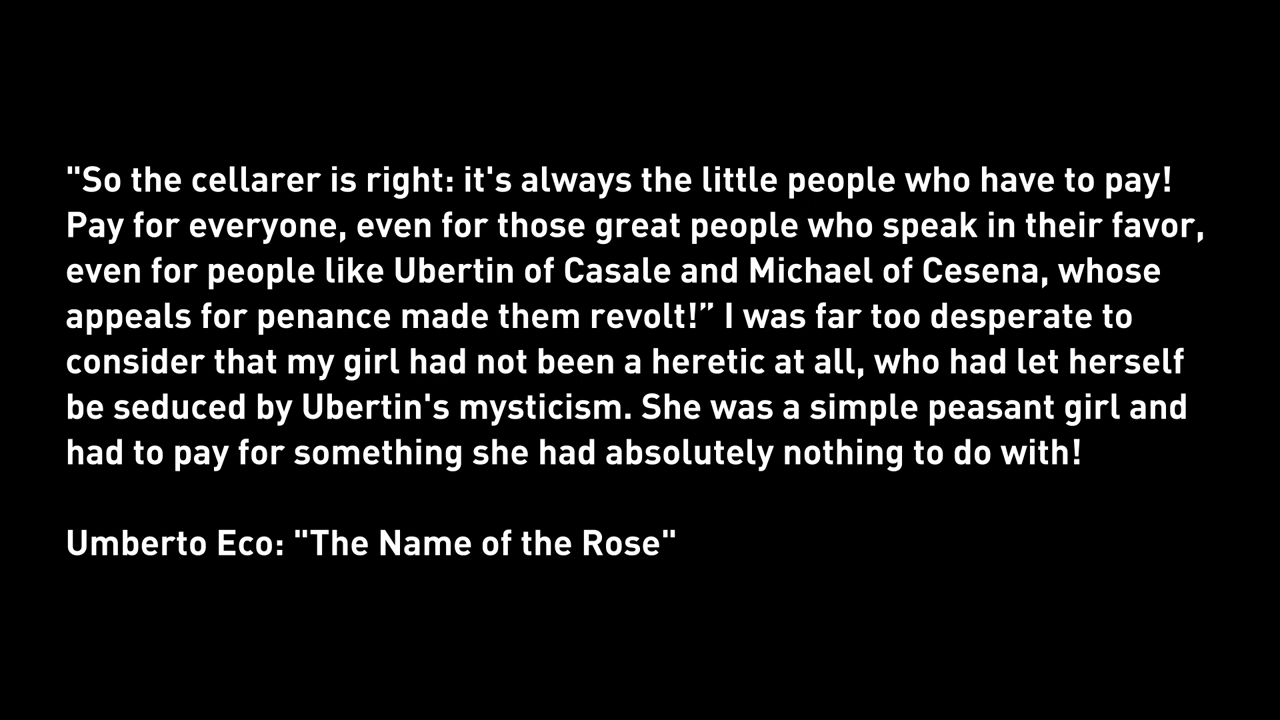 "So the cellarer is right: it's always the little people who have to pay!
Pay for everyone, even for those great people who speak in their favor,
even for people like Ubertin of Casale and Michael of Cesena, whose
appeals for penance made them revolt!” I was far too desperate to
consider that my girl had not been a heretic at all, who had let herself
be seduced by Ubertin's mysticism. She was a simple peasant girl and
had to pay for something she had absolutely nothing to do with!
Umberto Eco: "The Name of the Rose"